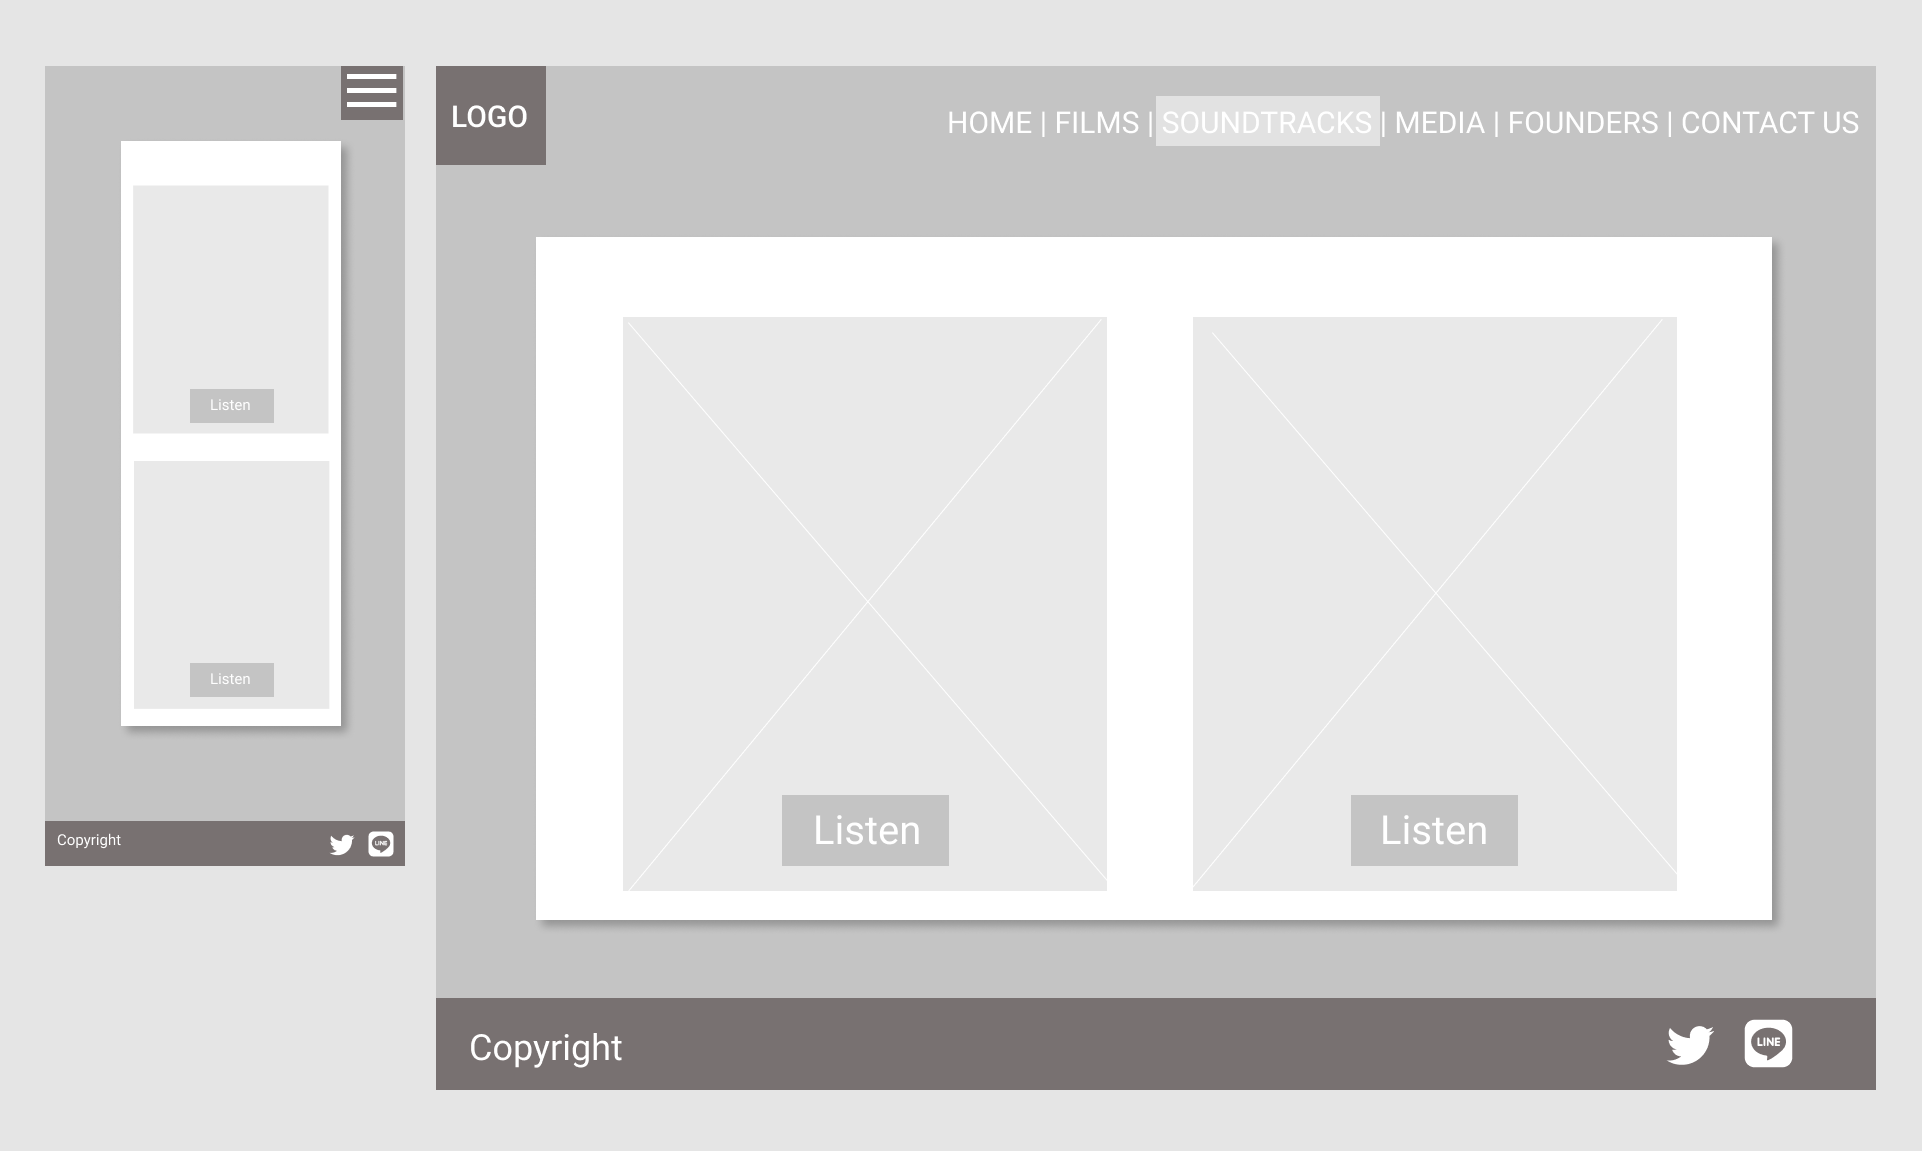 Listen
Listen
Copyright
LINE
LOGO
HOME | FILMS | SOUNDTRACKS | MEDIA | FOUNDERS | CONTACT US
Listen
Listen
Copyright
LINE